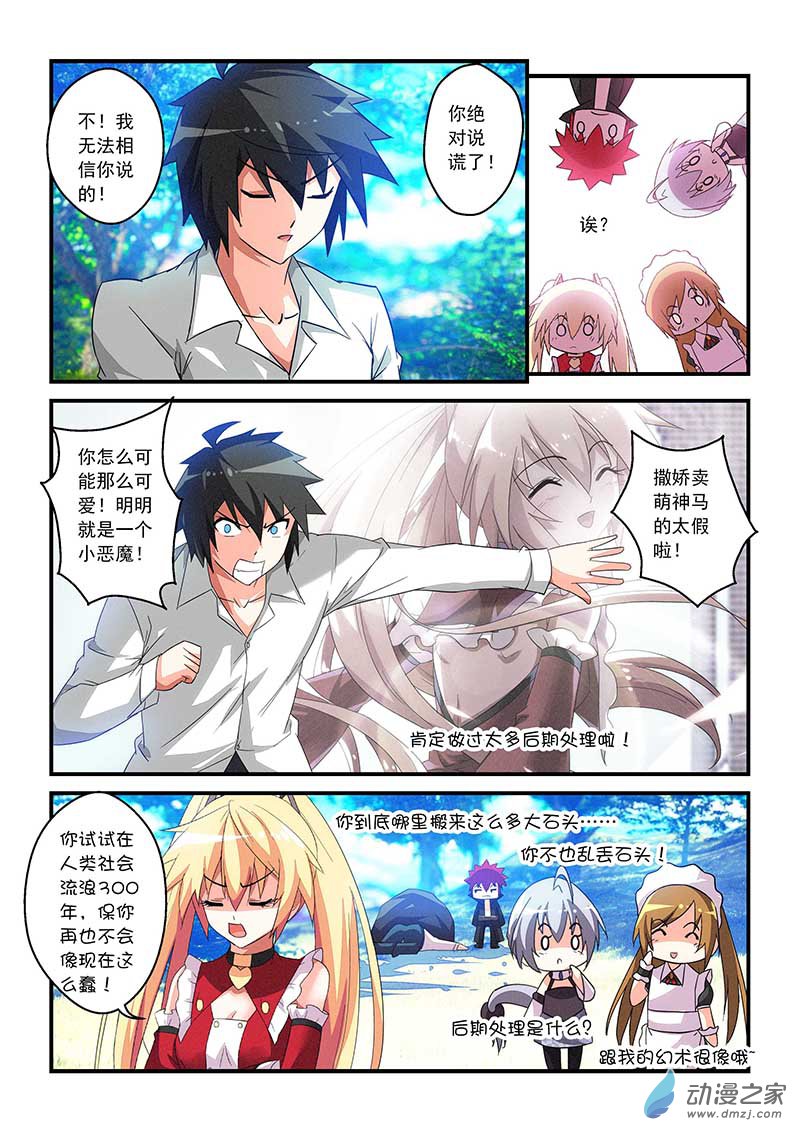 不！我
无法相
信你说
的！
你绝
对说
谎了！
诶？
你怎么可
能那么可
爱！明明
就是一个
小恶魔！
撒娇卖
萌神马
的太假
啦！
肯定做过太多后期处理啦！
你试试在
人类社会
流浪300
年，保你
再也不会
像现在这
么蠢！
你到底哪里搬来这么多大石头……
你不也乱丢石头！
后期处理是什么？
跟我的幻术很像哦~
动漫之家
www.dmzj.com